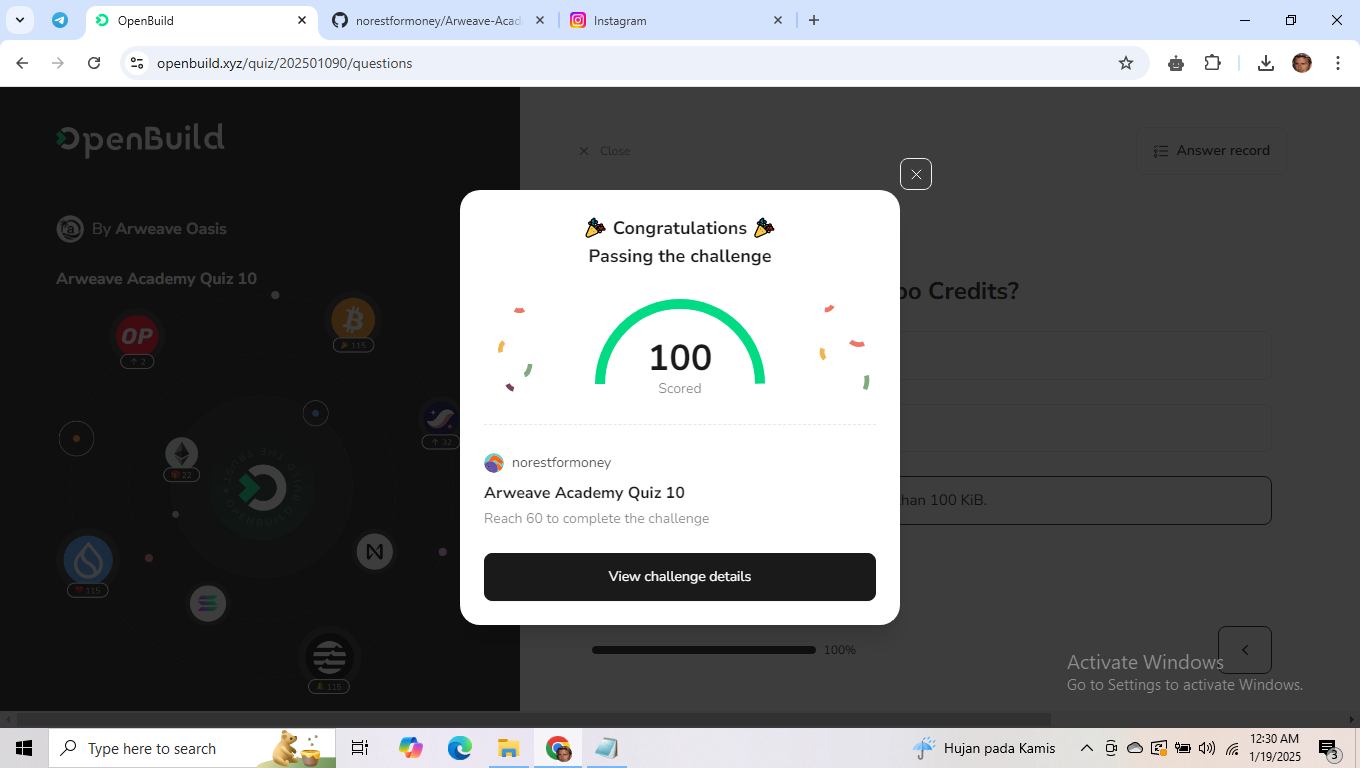 OpenBuild
norestformoney/Arweave-Acad
Instagram
openbuild.xyz/quiz/202501090/questions
OpenBuild
Close
Answer record
By Arweave Oasis
Arweave Academy Quiz 10
Congratulations
Passing the challenge
oo Credits?
OP
2
115
100
Scored
32
22
norestformoney
Arweave Academy Quiz 10
Reach 60 to complete the challenge
han 100 KiB.
View challenge details
115
115
100%
Activate Windows
Go to Settings to activate Windows.
Type here to search
Hujan pada Kamis
12:30 AM
1/19/2025
3